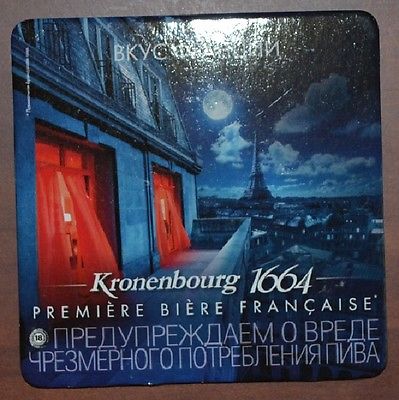 ВКУС
Kronenbourg 1664
PREMIÈRE BIÈRE FRANÇAISE*
18
ПРЕДУПРЕЖДАЕМ О ВРЕДЕ
ЧРЕЗМЕРНОГО ПОТРЕБЛЕНИЯ ПИВА